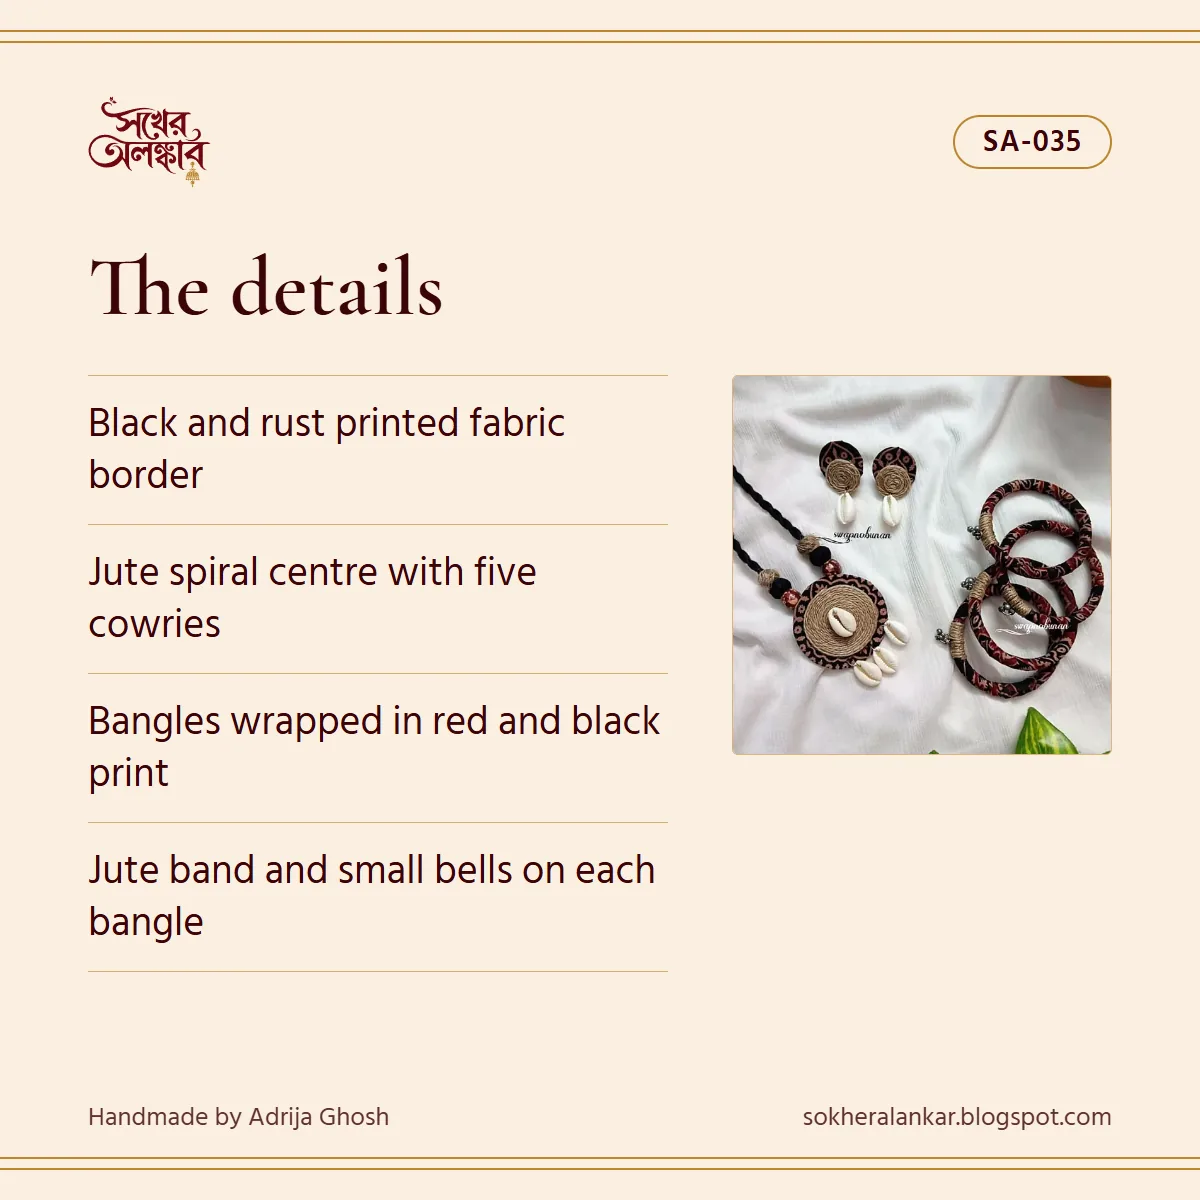 সখের
অলঙ্কার
SA-035
The details
Black and rust printed fabric
border
Jute spiral centre with five
cowries
Bangles wrapped in red and black
print
Jute band and small bells on each
bangle
swapnobunan
swapnobunan
Handmade by Adrija Ghosh
sokheralankar.blogspot.com